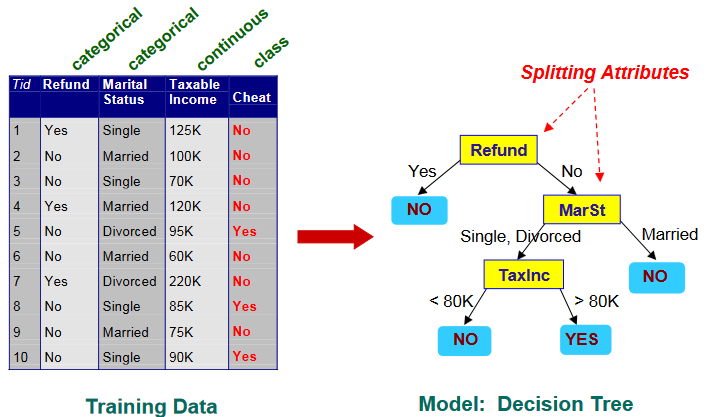 categorical
categorical
continuous
class
Tid Refund Marital Status Taxable Income Cheat
1 Yes Single 125K No
2 No Married 100K No
3 No Single 70K No
4 Yes Married 120K No
5 No Divorced 95K Yes
6 No Married 60K No
7 Yes Divorced 220K No
8 No Single 85K Yes
9 No Married 75K No
10 No Single 90K Yes
Training Data
Splitting Attributes
Refund
Yes No
NO MarSt
Single, Divorced Married
TaxInc NO
< 80K > 80K
NO YES
Model: Decision Tree